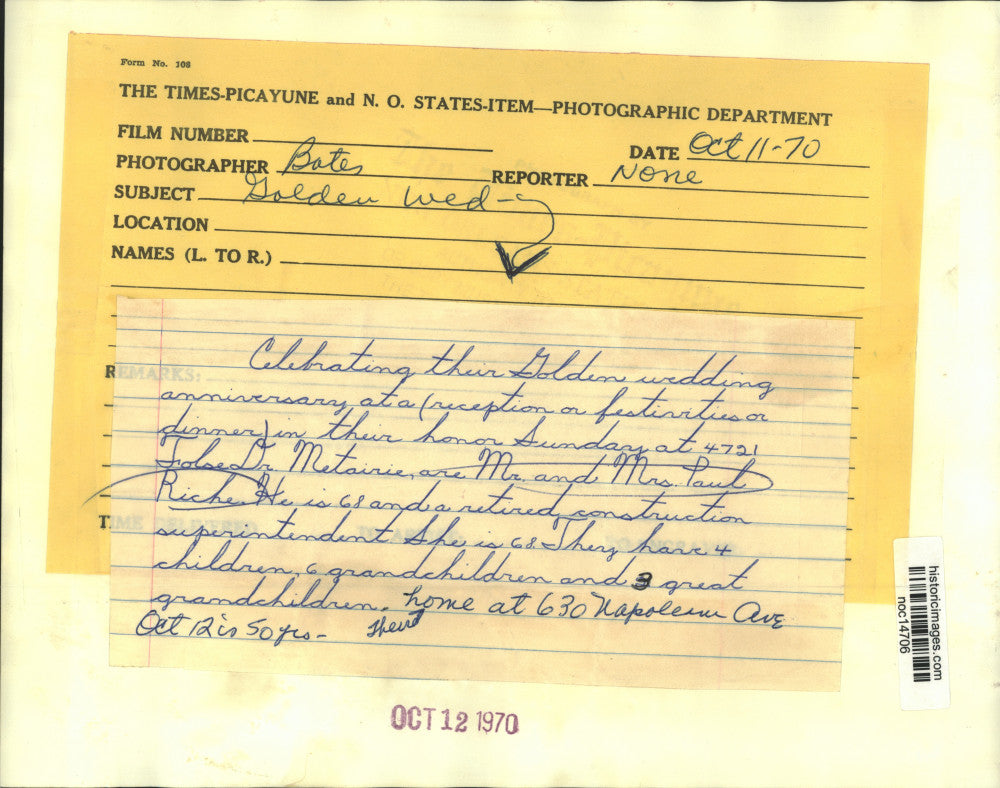 Form No. 108
THE TIMES-PICAYUNE and N. O. STATES-ITEM—PHOTOGRAPHIC DEPARTMENT
FILM NUMBER
DATE Oct 11-70
PHOTOGRAPHER Bates
REPORTER None
SUBJECT Golden Wed-
LOCATION
NAMES (L. TO R.)
REMARKS:
Celebrating their Golden wedding
anniversary at a (reception or festivities or
dinner) in their honor Sunday at 4721
Folse Dr. Metairie, are Mr. and Mrs. Paul
Riche. He is 68 and a retired construction
superintendent She is 68. They have 4
children, 6 grandchildren and 3 great
grandchildren. home at 630 Napoleon Ave
Their
Oct 12 is 50 yrs-
TIME DELIVERED
OCT 12 1970
historicimages.com
noc14706